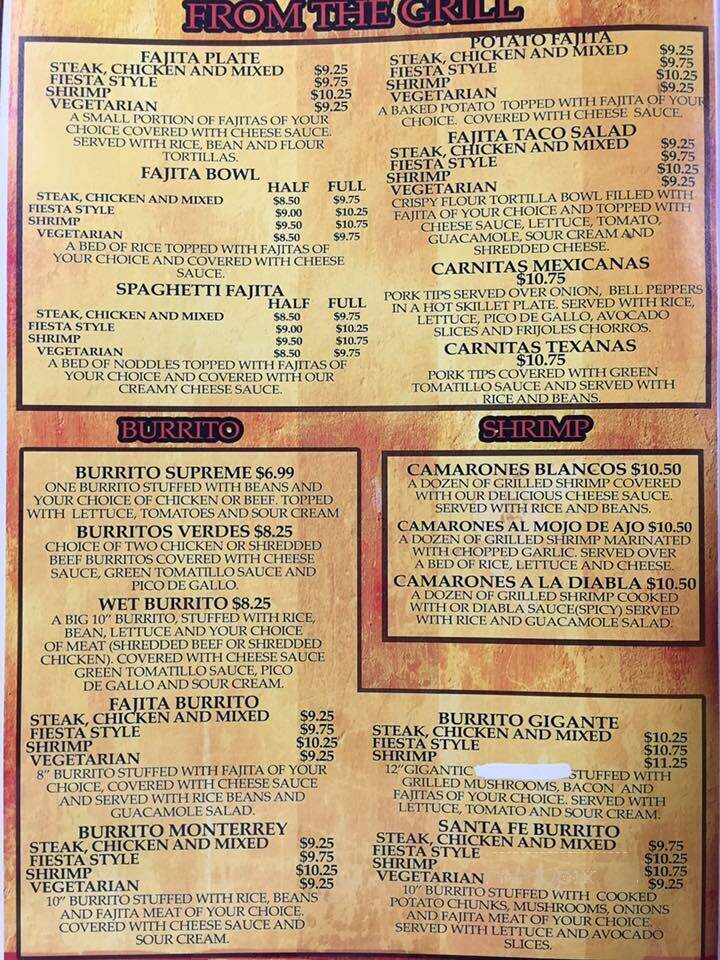 FROM THE GRILL
FAJITA PLATE
STEAK, CHICKEN AND MIXED $9.25
FIESTA STYLE $9.75
SHRIMP $10.25
VEGETARIAN $9.25
A SMALL PORTION OF FAJITAS OF YOUR
CHOICE COVERED WITH CHEESE SAUCE.
SERVED WITH RICE, BEAN AND FLOUR
TORTILLAS.
FAJITA BOWL
HALF FULL
STEAK, CHICKEN AND MIXED $8.50 $9.75
FIESTA STYLE $9.00 $10.25
SHRIMP $9.50 $10.75
VEGETARIAN $8.50 $9.75
A BED OF RICE TOPPED WITH FAJITAS OF
YOUR CHOICE AND COVERED WITH CHEESE
SAUCE.
SPAGHETTI FAJITA
HALF FULL
STEAK, CHICKEN AND MIXED $8.50 $9.75
FIESTA STYLE $9.00 $10.25
SHRIMP $9.50 $10.75
VEGETARIAN $8.50 $9.75
A BED OF NODDLES TOPPED WITH FAJITAS OF
YOUR CHOICE AND COVERED WITH OUR
CREAMY CHEESE SAUCE.
POTATO FAJITA
STEAK, CHICKEN AND MIXED $9.25
FIESTA STYLE $9.75
SHRIMP $10.25
VEGETARIAN $9.25
A BAKED POTATO TOPPED WITH FAJITA OF YOUR
CHOICE. COVERED WITH CHEESE SAUCE.
FAJITA TACO SALAD
STEAK, CHICKEN AND MIXED $9.25
FIESTA STYLE $9.75
SHRIMP $10.25
VEGETARIAN $9.25
CRISPY FLOUR TORTILLA BOWL FILLED WITH
FAJITA OF YOUR CHOICE AND TOPPED WITH
CHEESE SAUCE, LETTUCE, TOMATO,
GUACAMOLE, SOUR CREAM AND
SHREDDED CHEESE.
CARNITAS MEXICANAS
$10.75
PORK TIPS SERVED OVER ONION, BELL PEPPERS
IN A HOT SKILLET PLATE. SERVED WITH RICE,
LETTUCE, PICO DE GALLO, AVOCADO
SLICES AND FRIJOLES CHORROS.
CARNITAS TEXANAS
$10.75
PORK TIPS COVERED WITH GREEN
TOMATILLO SAUCE AND SERVED WITH
RICE AND BEANS.
BURRITO
BURRITO SUPREME $6.99
ONE BURRITO STUFFED WITH BEANS AND
YOUR CHOICE OF CHICKEN OR BEEF. TOPPED
WITH LETTUCE, TOMATOES AND SOUR CREAM
BURRITOS VERDES $8.25
CHOICE OF TWO CHICKEN OR SHREDDED
BEEF BURRITOS COVERED WITH CHEESE
SAUCE, GREEN TOMATILLO SAUCE AND
PICO DE GALLO.
WET BURRITO $8.25
A BIG 10" BURRITO, STUFFED WITH RICE,
BEAN, LETTUCE AND YOUR CHOICE
OF MEAT (SHREDDED BEEF OR SHREDDED
CHICKEN). COVERED WITH CHEESE SAUCE
GREEN TOMATILLO SAUCE, PICO
DE GALLO AND SOUR CREAM.
FAJITA BURRITO
STEAK, CHICKEN AND MIXED $9.25
FIESTA STYLE $9.75
SHRIMP $10.25
VEGETARIAN $9.25
8" BURRITO STUFFED WITH FAJITA OF YOUR
CHOICE, COVERED WITH CHEESE SAUCE
AND SERVED WITH RICE BEANS AND
GUACAMOLE SALAD.
BURRITO MONTERREY
STEAK, CHICKEN AND MIXED $9.25
FIESTA STYLE $9.75
SHRIMP $10.25
VEGETARIAN $9.25
10" BURRITO STUFFED WITH RICE, BEANS
AND FAJITA MEAT OF YOUR CHOICE.
COVERED WITH CHEESE SAUCE AND
SOUR CREAM.
SHRIMP
CAMARONES BLANCOS $10.50
A DOZEN OF GRILLED SHRIMP COVERED
WITH OUR DELICIOUS CHEESE SAUCE.
SERVED WITH RICE AND BEANS.
CAMARONES AL MOJO DE AJO $10.50
A DOZEN OF GRILLED SHRIMP MARINATED
WITH CHOPPED GARLIC. SERVED OVER
A BED OF RICE, LETTUCE AND CHEESE.
CAMARONES A LA DIABLA $10.50
A DOZEN OF GRILLED SHRIMP COOKED
WITH OR DIABLA SAUCE(SPICY) SERVED
WITH RICE AND GUACAMOLE SALAD.
BURRITO GIGANTE
STEAK, CHICKEN AND MIXED $10.25
FIESTA STYLE $10.75
SHRIMP $11.25
12"GIGANTIC STUFFED WITH
GRILLED MUSHROOMS, BACON AND
FAJITAS OF YOUR CHOICE. SERVED WITH
LETTUCE, TOMATO AND SOUR CREAM.
SANTA FE BURRITO
STEAK, CHICKEN AND MIXED $9.75
FIESTA STYLE $10.25
SHRIMP $10.25
VEGETARIAN $9.25
10" BURRITO STUFFED WITH COOKED
POTATO CHUNKS, MUSHROOMS, ONIONS
AND FAJITA MEAT OF YOUR CHOICE.
SERVED WITH LETTUCE AND AVOCADO
SLICES.